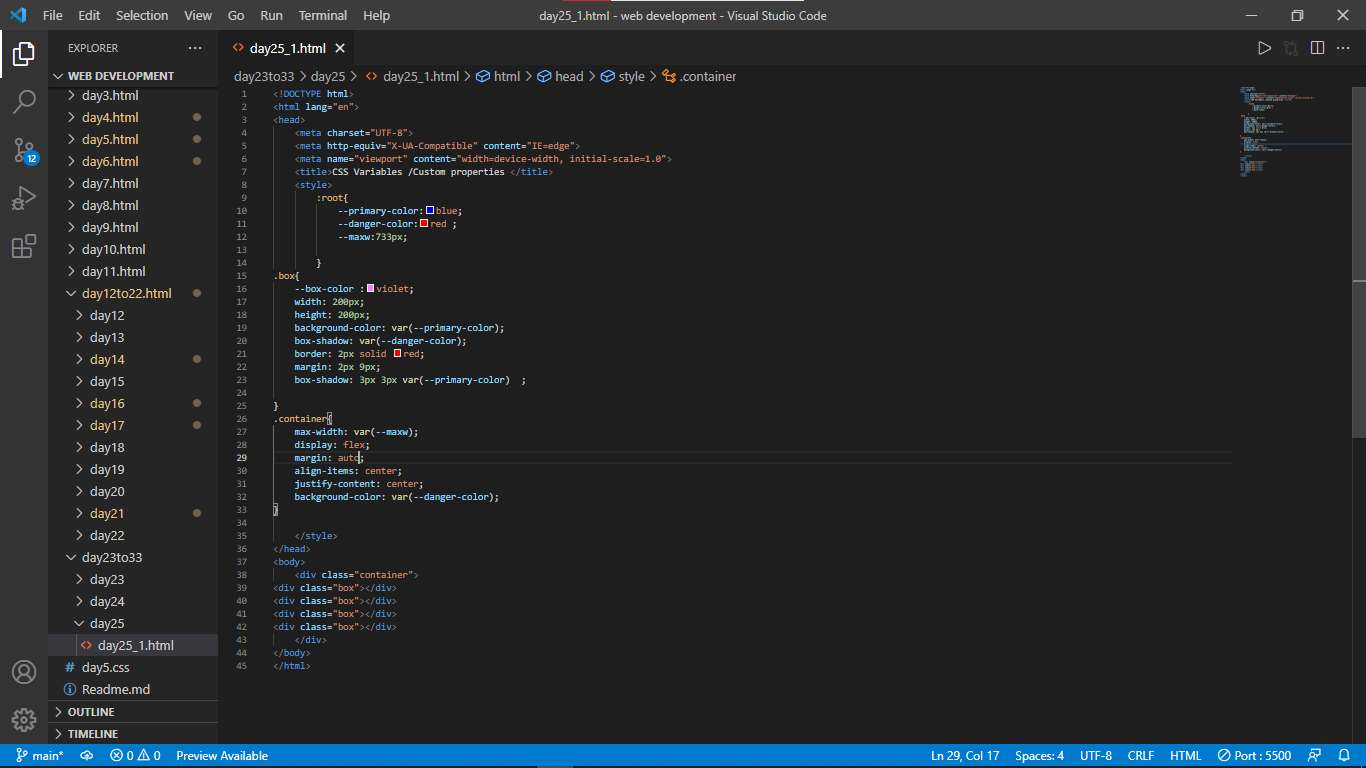 File Edit Selection View Go Run Terminal Help day25_1.html - web development - Visual Studio Code
EXPLORER
WEB DEVELOPMENT
day3.html
day4.html
day5.html
day6.html
day7.html
day8.html
day9.html
day10.html
day11.html
day12to22.html
day12
day13
day14
day15
day16
day17
day18
day19
day20
day21
day22
day23to33
day23
day24
day25
day25_1.html
day5.css
Readme.md
OUTLINE
TIMELINE
12
day25_1.html
day23to33 > day25 > day25_1.html > html > head > style > .container
1 <!DOCTYPE html>
2 <html lang="en">
3 <head>
4 <meta charset="UTF-8">
5 <meta http-equiv="X-UA-Compatible" content="IE=edge">
6 <meta name="viewport" content="width=device-width, initial-scale=1.0">
7 <title>CSS Variables /Custom properties </title>
8 <style>
9 :root{
10 --primary-color:blue;
11 --danger-color:red ;
12 --maxw:733px;
13
14 }
15 .box{
16 --box-color :violet;
17 width: 200px;
18 height: 200px;
19 background-color: var(--primary-color);
20 box-shadow: var(--danger-color);
21 border: 2px solid red;
22 margin: 2px 9px;
23 box-shadow: 3px 3px var(--primary-color)  ;
24
25 }
26 .container{
27 max-width: var(--maxw);
28 display: flex;
29 margin: auto;
30 align-items: center;
31 justify-content: center;
32 background-color: var(--danger-color);
33 }
34
35 </style>
36 </head>
37 <body>
38 <div class="container">
39 <div class="box"></div>
40 <div class="box"></div>
41 <div class="box"></div>
42 <div class="box"></div>
43 </div>
44 </body>
45 </html>
main* 0 0 Preview Available Ln 29, Col 17 Spaces: 4 UTF-8 CRLF HTML Port : 5500